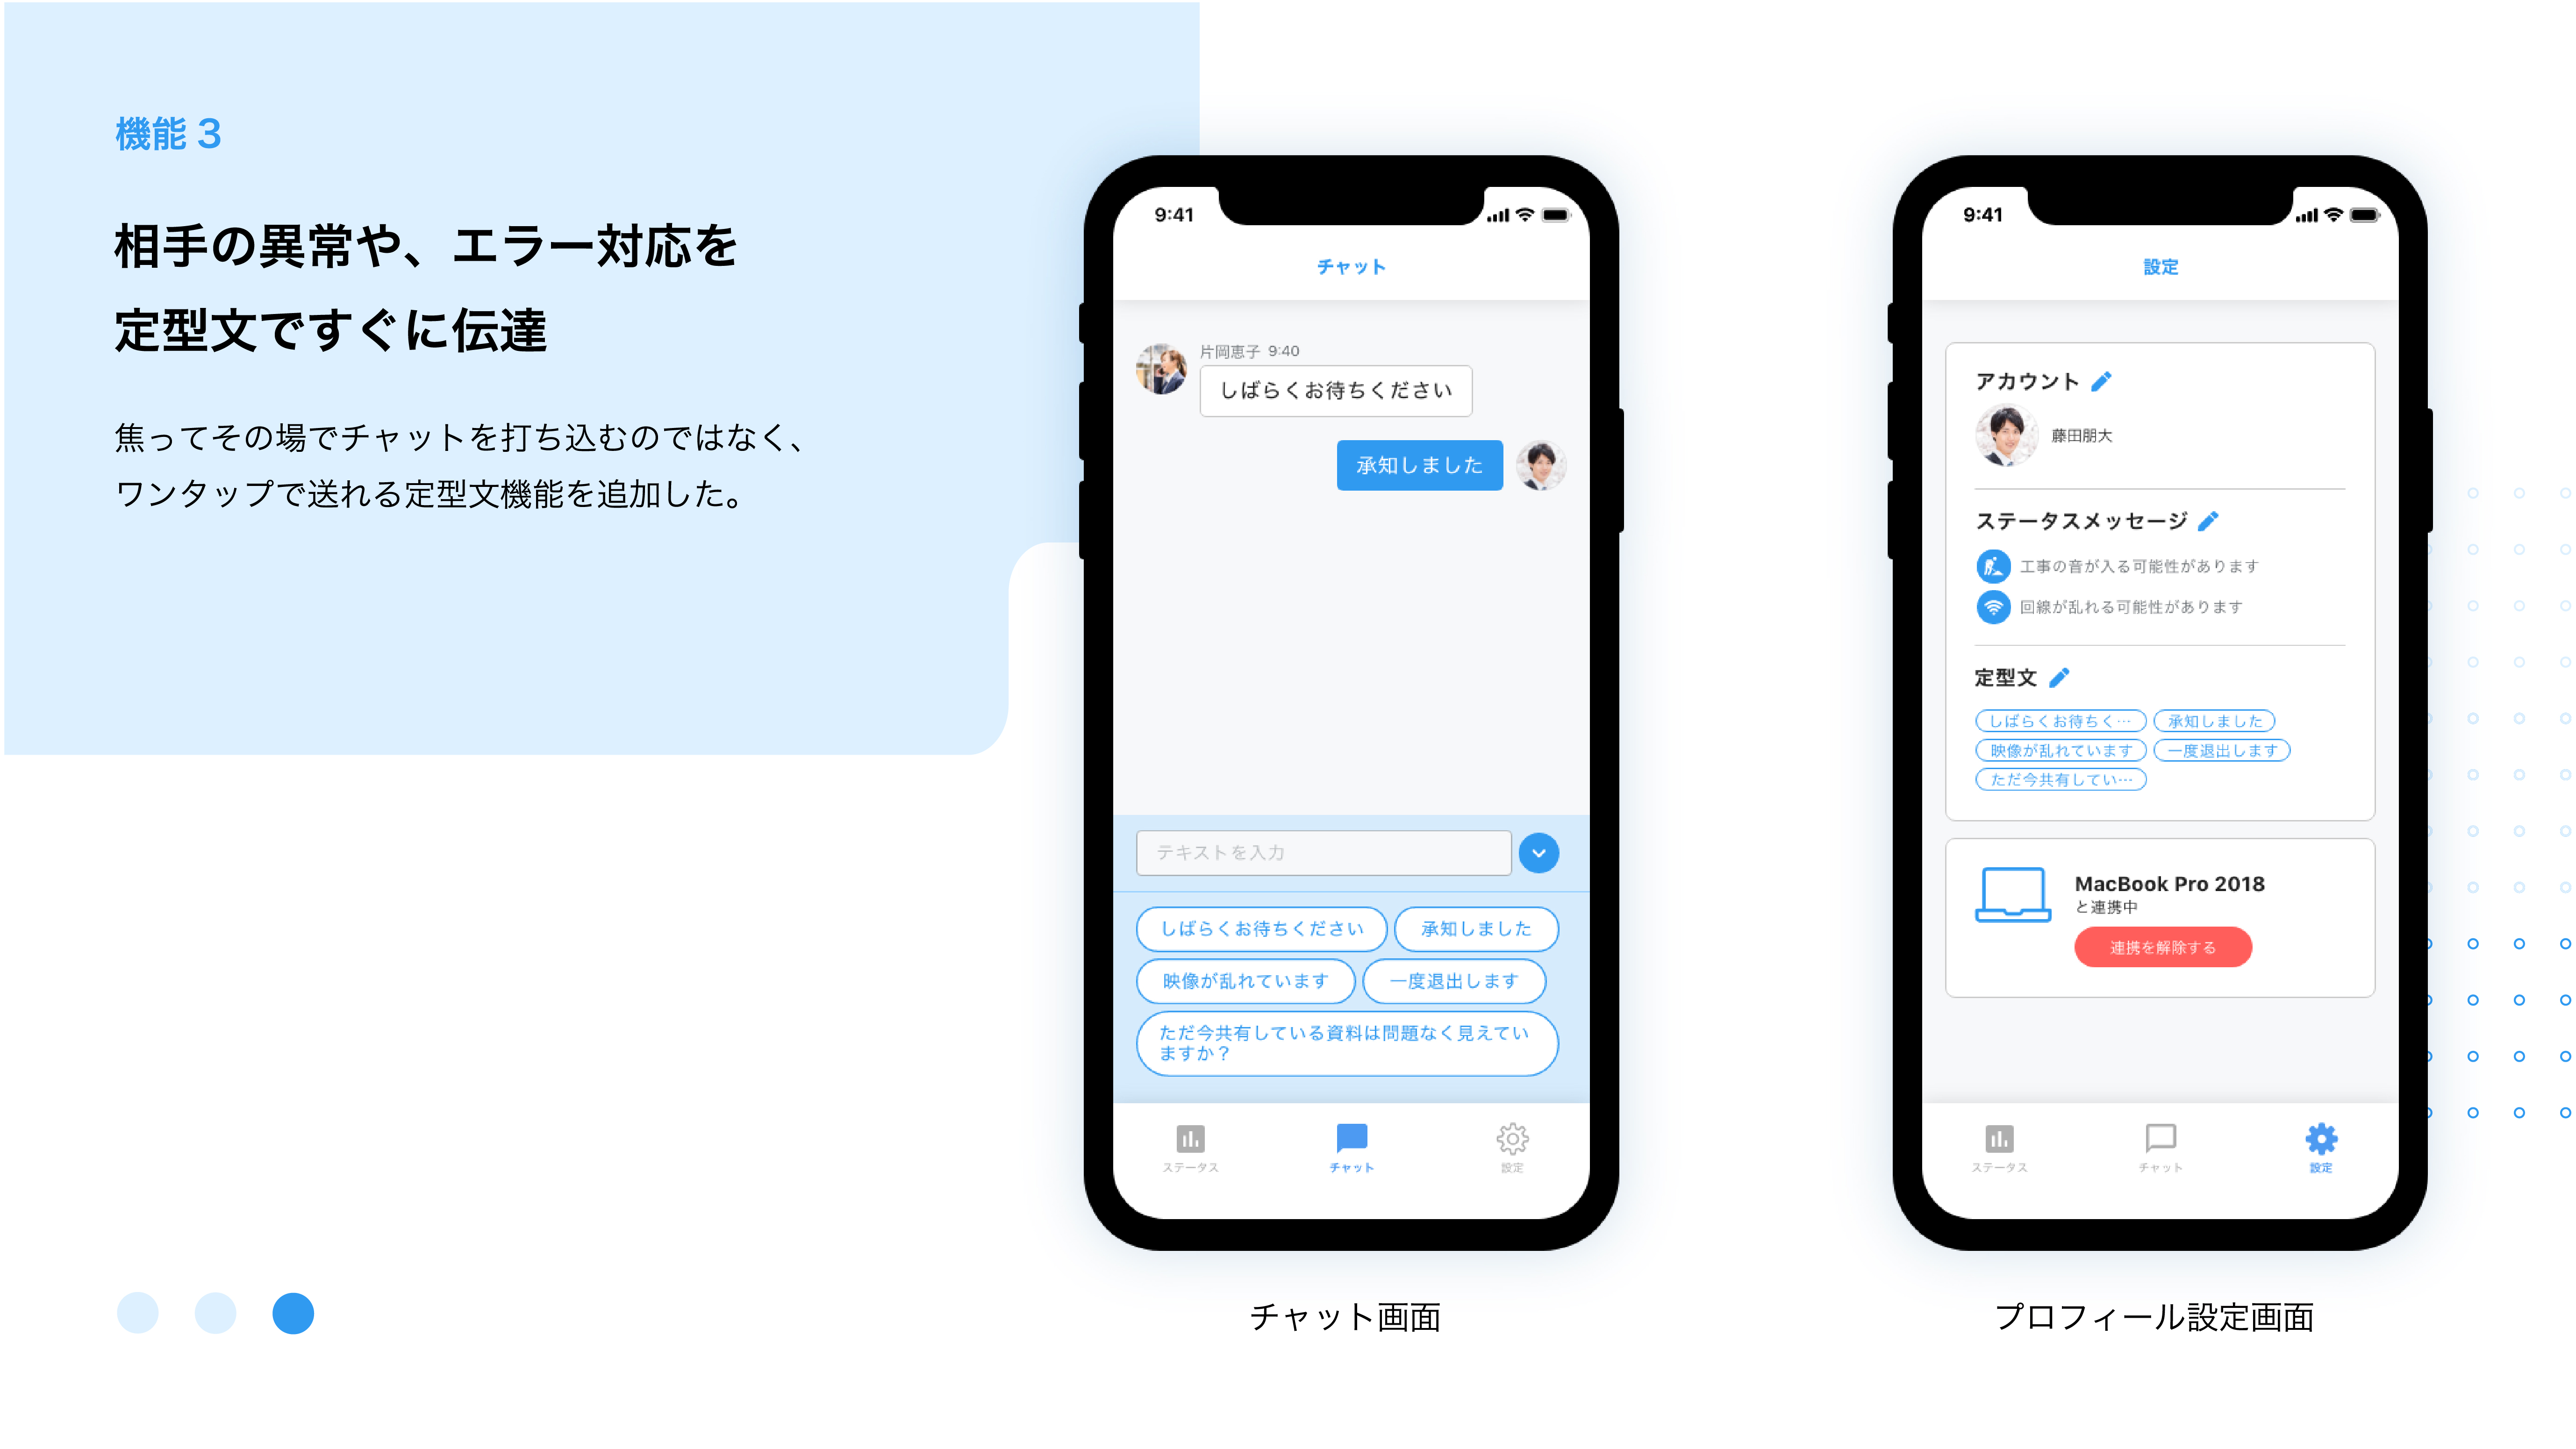 機能 3
相手の異常や、エラー対応を
定型文ですぐに伝達
焦ってその場でチャットを打ち込むのではなく、
ワンタップで送れる定型文機能を追加した。
9:41
チャット
片岡恵子 9:40
しばらくお待ちください
承知しました
テキストを入力
しばらくお待ちください
承知しました
映像が乱れています
一度退出します
ただ今共有している資料は問題なく見えてい
ますか？
ステータス
チャット
設定
チャット画面
9:41
設定
アカウント
藤田朋大
ステータスメッセージ
工事の音が入る可能性があります
回線が乱れる可能性があります
定型文
しばらくお待ちく…
承知しました
映像が乱れています
一度退出します
ただ今共有してい…
MacBook Pro 2018
と連携中
連携を解除する
ステータス
チャット
設定
プロフィール設定画面